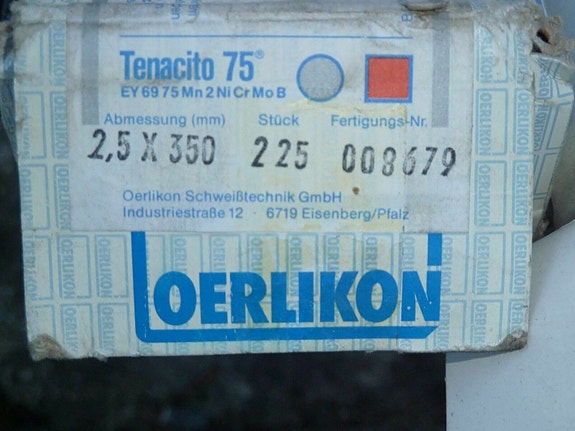 Tenacito 75®
EY 69 75 Mn 2 Ni Cr Mo B
Abmessung (mm) Stück Fertigungs-Nr.
2,5 X 350 225 008679
Oerlikon Schweißtechnik GmbH
Industriestraße 12 · 6719 Eisenberg/Pfalz
OERLIKON